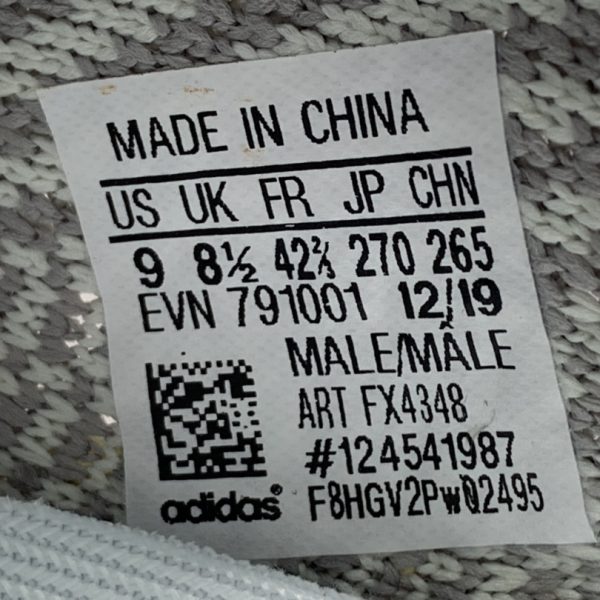 MADE IN CHINA
US UK FR JP CHN
9 8½ 42⅔ 270 265
EVN 791001 12/19
MALE/MÂLE
ART FX4348
#124541987
adidas® F8HGV2PwQ2495